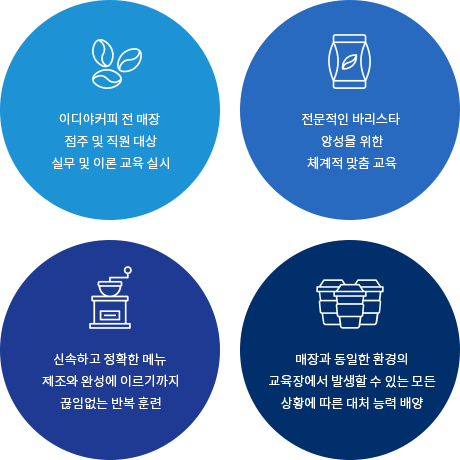 이디야커피 전 매장
점주 및 직원 대상
실무 및 이론 교육 실시
전문적인 바리스타
양성을 위한
체계적 맞춤 교육
신속하고 정확한 메뉴
제조와 완성에 이르기까지
끊임없는 반복 훈련
매장과 동일한 환경의
교육장에서 발생할 수 있는 모든
상황에 따른 대처 능력 배양